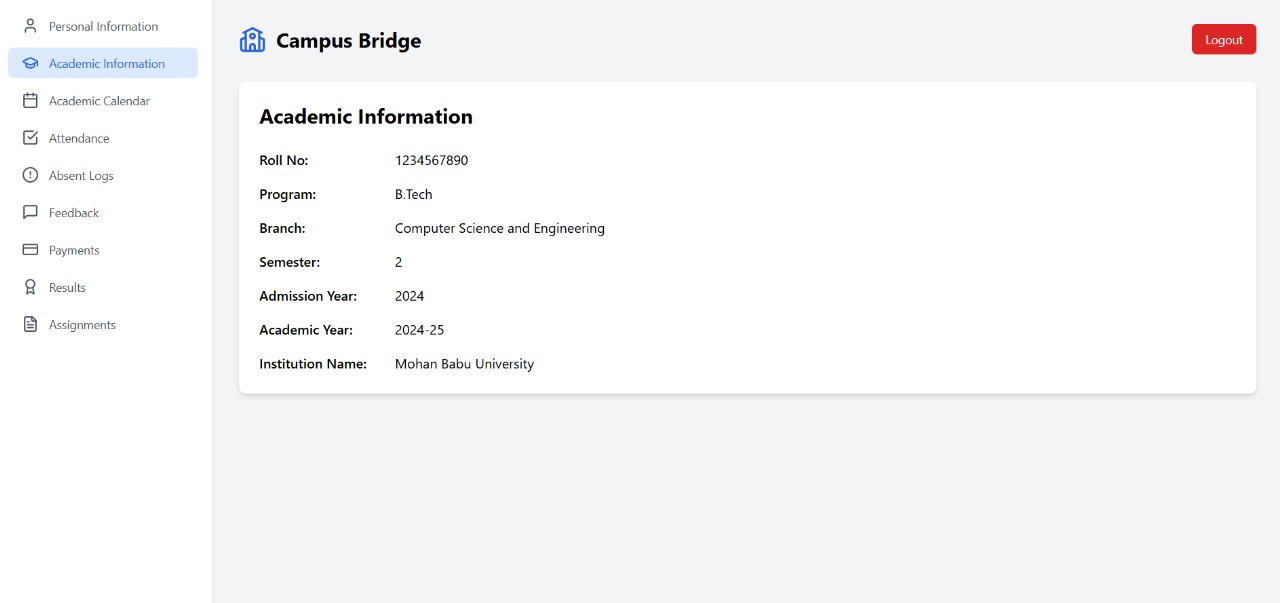 Personal Information
Academic Information
Academic Calendar
Attendance
Absent Logs
Feedback
Payments
Results
Assignments
Campus Bridge
Logout
Academic Information
Roll No: 1234567890
Program: B.Tech
Branch: Computer Science and Engineering
Semester: 2
Admission Year: 2024
Academic Year: 2024-25
Institution Name: Mohan Babu University